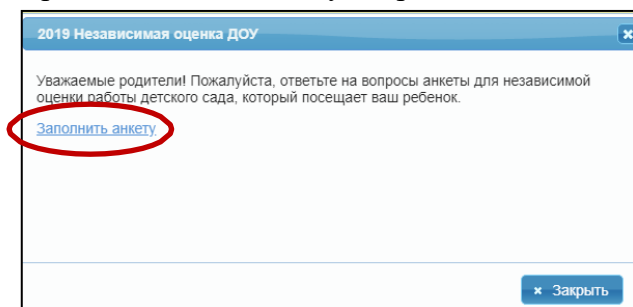 2019 Независимая оценка ДОУ
Уважаемые родители! Пожалуйста, ответьте на вопросы анкеты для независимой
оценки работы детского сада, который посещает ваш ребенок.
Заполнить анкету
× Закрыть